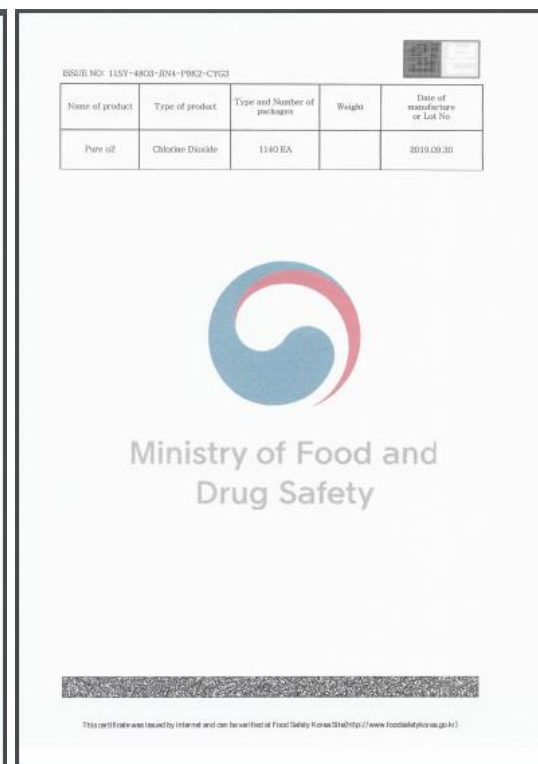 ISSUE NO: 11SY-48O3-JIN4-P9K2-CYG3
Name of product
Type of product
Type and Number of
packages
Weight
Date of
manufacture
or Lot No
Pure o2
Chlorine Dioxide
1140 EA
2019.09.30
Ministry of Food and
Drug Safety
This certificate was issued by internet and can be verified at Food Safety Korea Site(http://www.foodsafetykorea.go.kr)